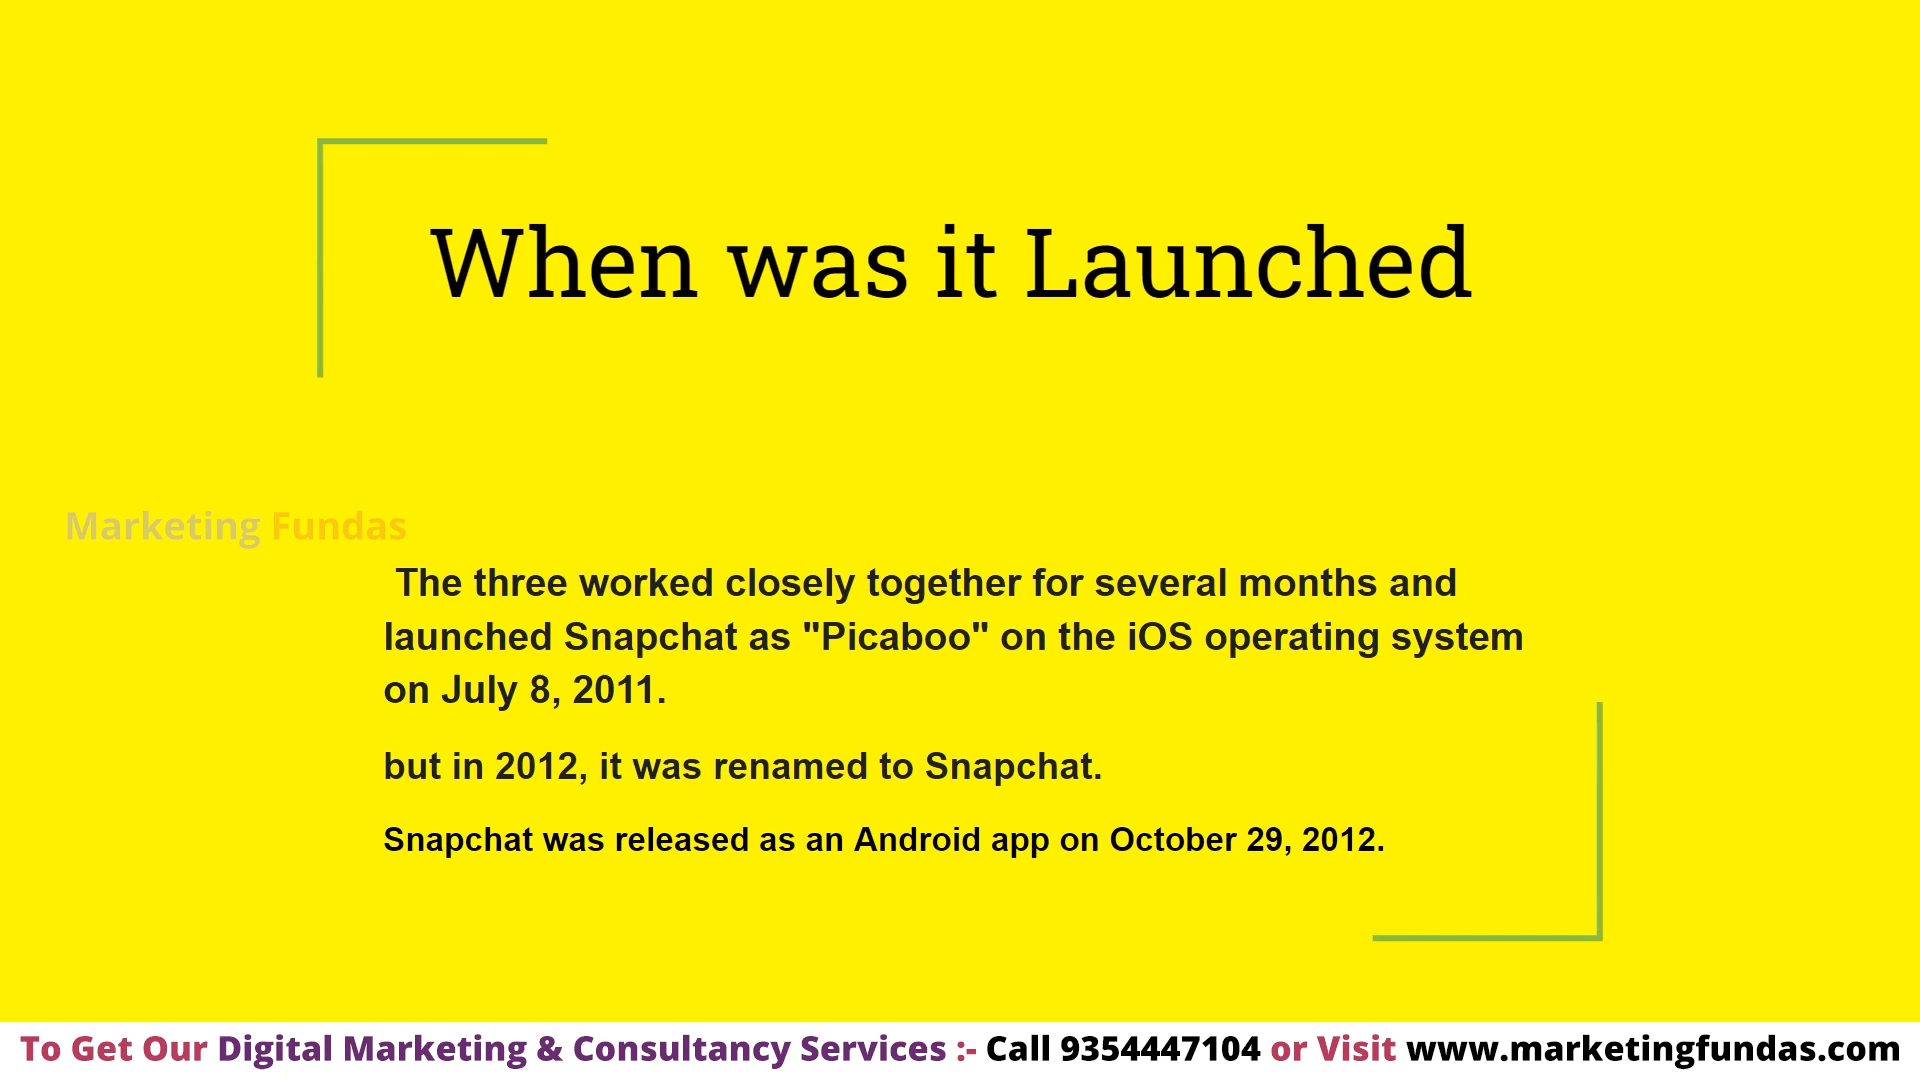 When was it Launched
Marketing Fundas
The three worked closely together for several months and
launched Snapchat as "Picaboo" on the iOS operating system
on July 8, 2011.
but in 2012, it was renamed to Snapchat.
Snapchat was released as an Android app on October 29, 2012.
To Get Our Digital Marketing & Consultancy Services :- Call 9354447104 or Visit www.marketingfundas.com